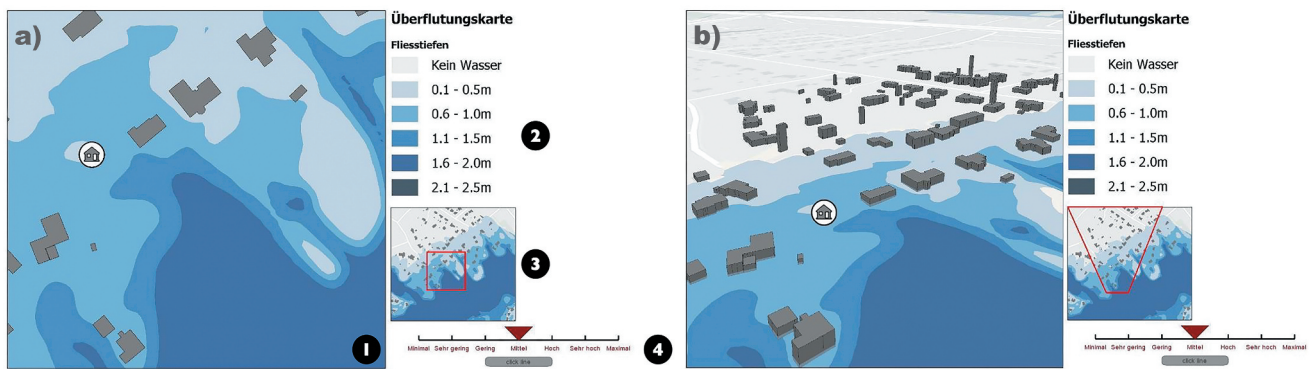 a)
Überflutungskarte
Fliesstiefen
Kein Wasser
0.1 - 0.5m
0.6 - 1.0m
1.1 - 1.5m
1.6 - 2.0m
2.1 - 2.5m
2
3
Minimal Sehr gering Gering Mittel Hoch Sehr hoch Maximal
click line
1
4
b)
Überflutungskarte
Fliesstiefen
Kein Wasser
0.1 - 0.5m
0.6 - 1.0m
1.1 - 1.5m
1.6 - 2.0m
2.1 - 2.5m
Minimal Sehr gering Gering Mittel Hoch Sehr hoch Maximal
click line